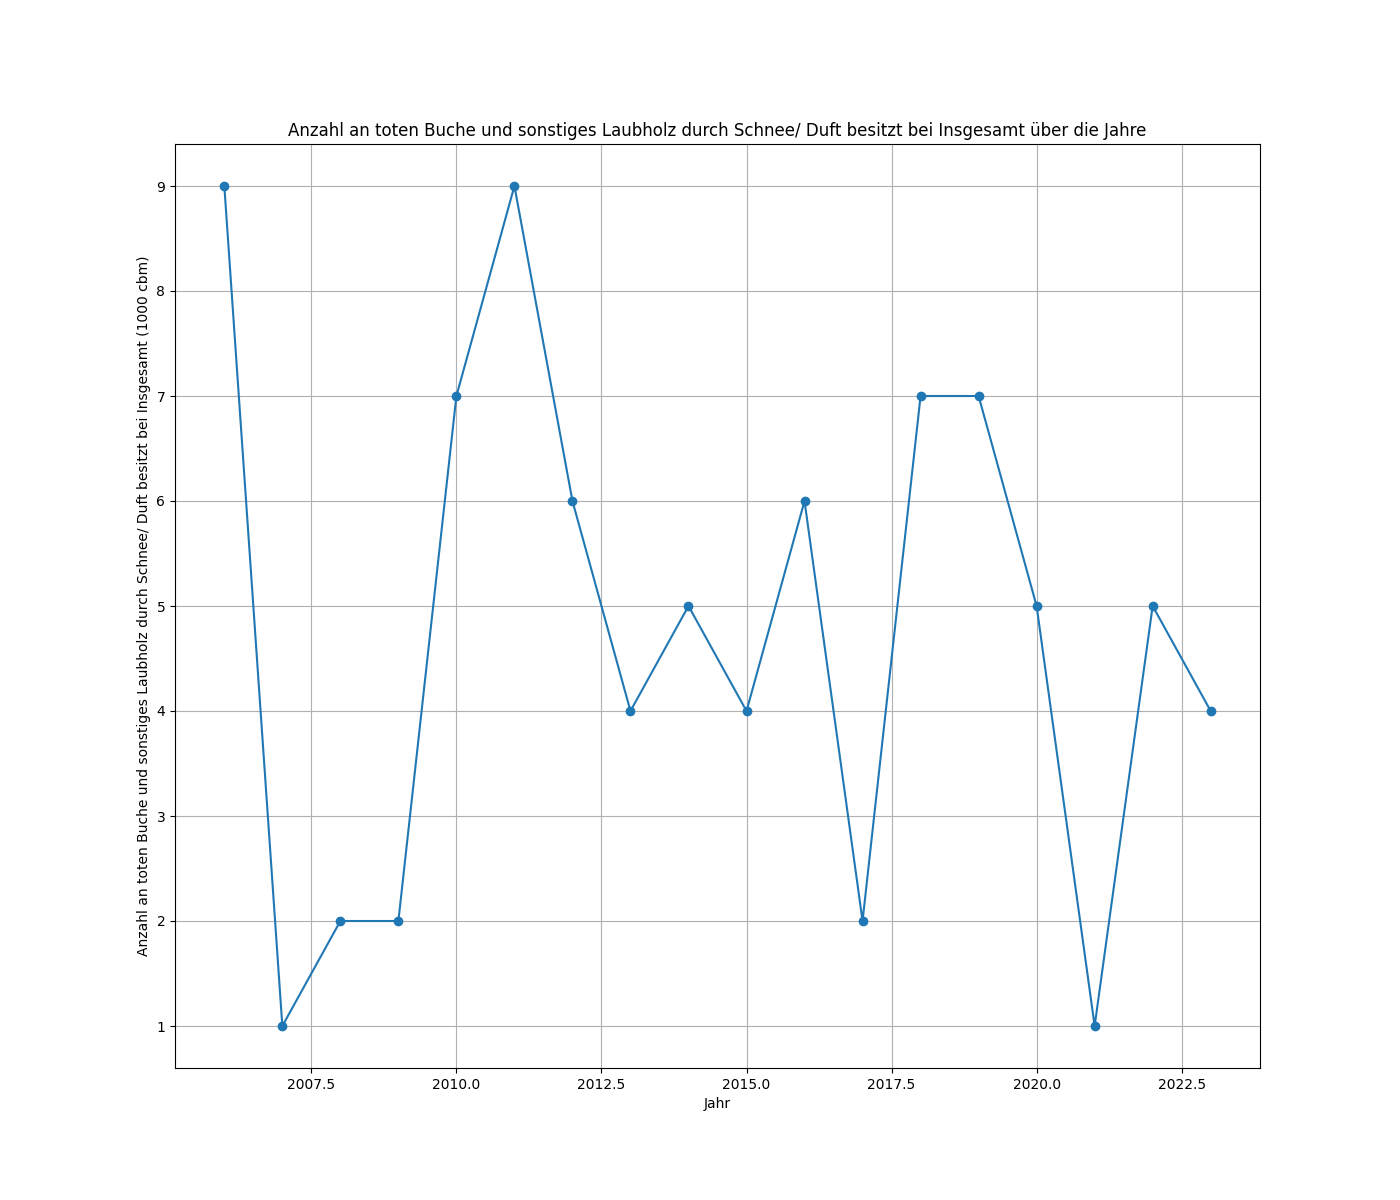 Anzahl an toten Buche und sonstiges Laubholz durch Schnee/ Duft besitzt bei Insgesamt über die Jahre
Anzahl an toten Buche und sonstiges Laubholz durch Schnee/ Duft besitzt bei Insgesamt (1000 cbm)
9
8
7
6
5
4
3
2
1
2007.5 2010.0 2012.5 2015.0 2017.5 2020.0 2022.5
Jahr